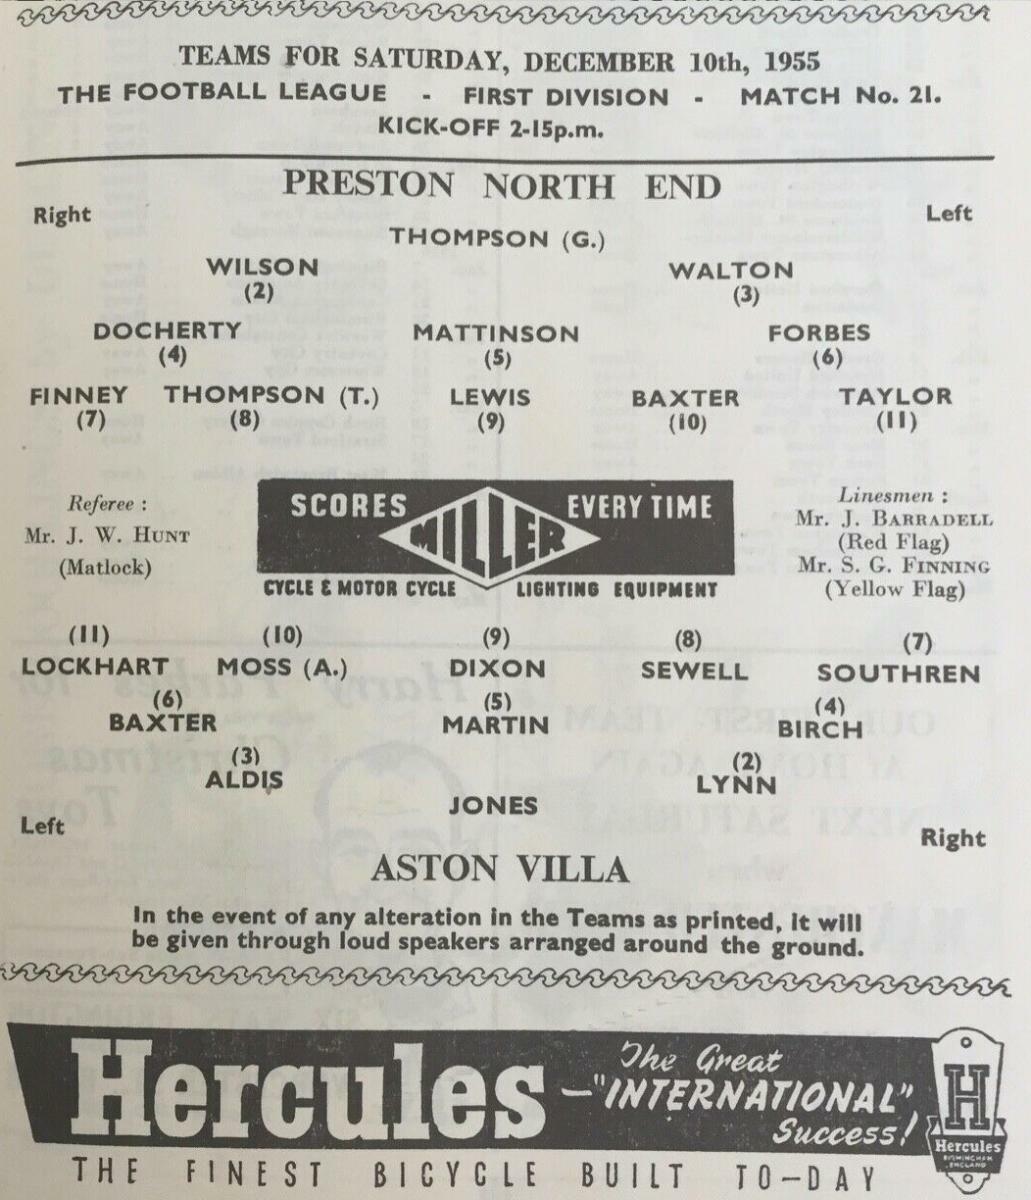 TEAMS FOR SATURDAY, DECEMBER 10th, 1955
THE FOOTBALL LEAGUE - FIRST DIVISION - MATCH No. 21.
KICK-OFF 2-15p.m.
PRESTON NORTH END
Right Left
THOMPSON (G.)
WILSON WALTON
(2) (3)
DOCHERTY MATTINSON FORBES
(4) (5) (6)
FINNEY THOMPSON (T.) LEWIS BAXTER TAYLOR
(7) (8) (9) (10) (11)
Referee :
Mr. J. W. HUNT
(Matlock)
SCORES MILLER EVERY TIME
CYCLE & MOTOR CYCLE LIGHTING EQUIPMENT
Linesmen :
Mr. J. BARRADELL
(Red Flag)
Mr. S. G. FINNING
(Yellow Flag)
(11) (10) (9) (8) (7)
LOCKHART MOSS (A.) DIXON SEWELL SOUTHREN
(6) (5) (4)
BAXTER MARTIN BIRCH
(3) (2)
ALDIS LYNN
JONES
Left Right
ASTON VILLA
In the event of any alteration in the Teams as printed, it will
be given through loud speakers arranged around the ground.
Hercules
The Great
—"INTERNATIONAL"
Success!
H
Hercules
BIRMINGHAM
ENGLAND
THE FINEST BICYCLE BUILT TO-DAY